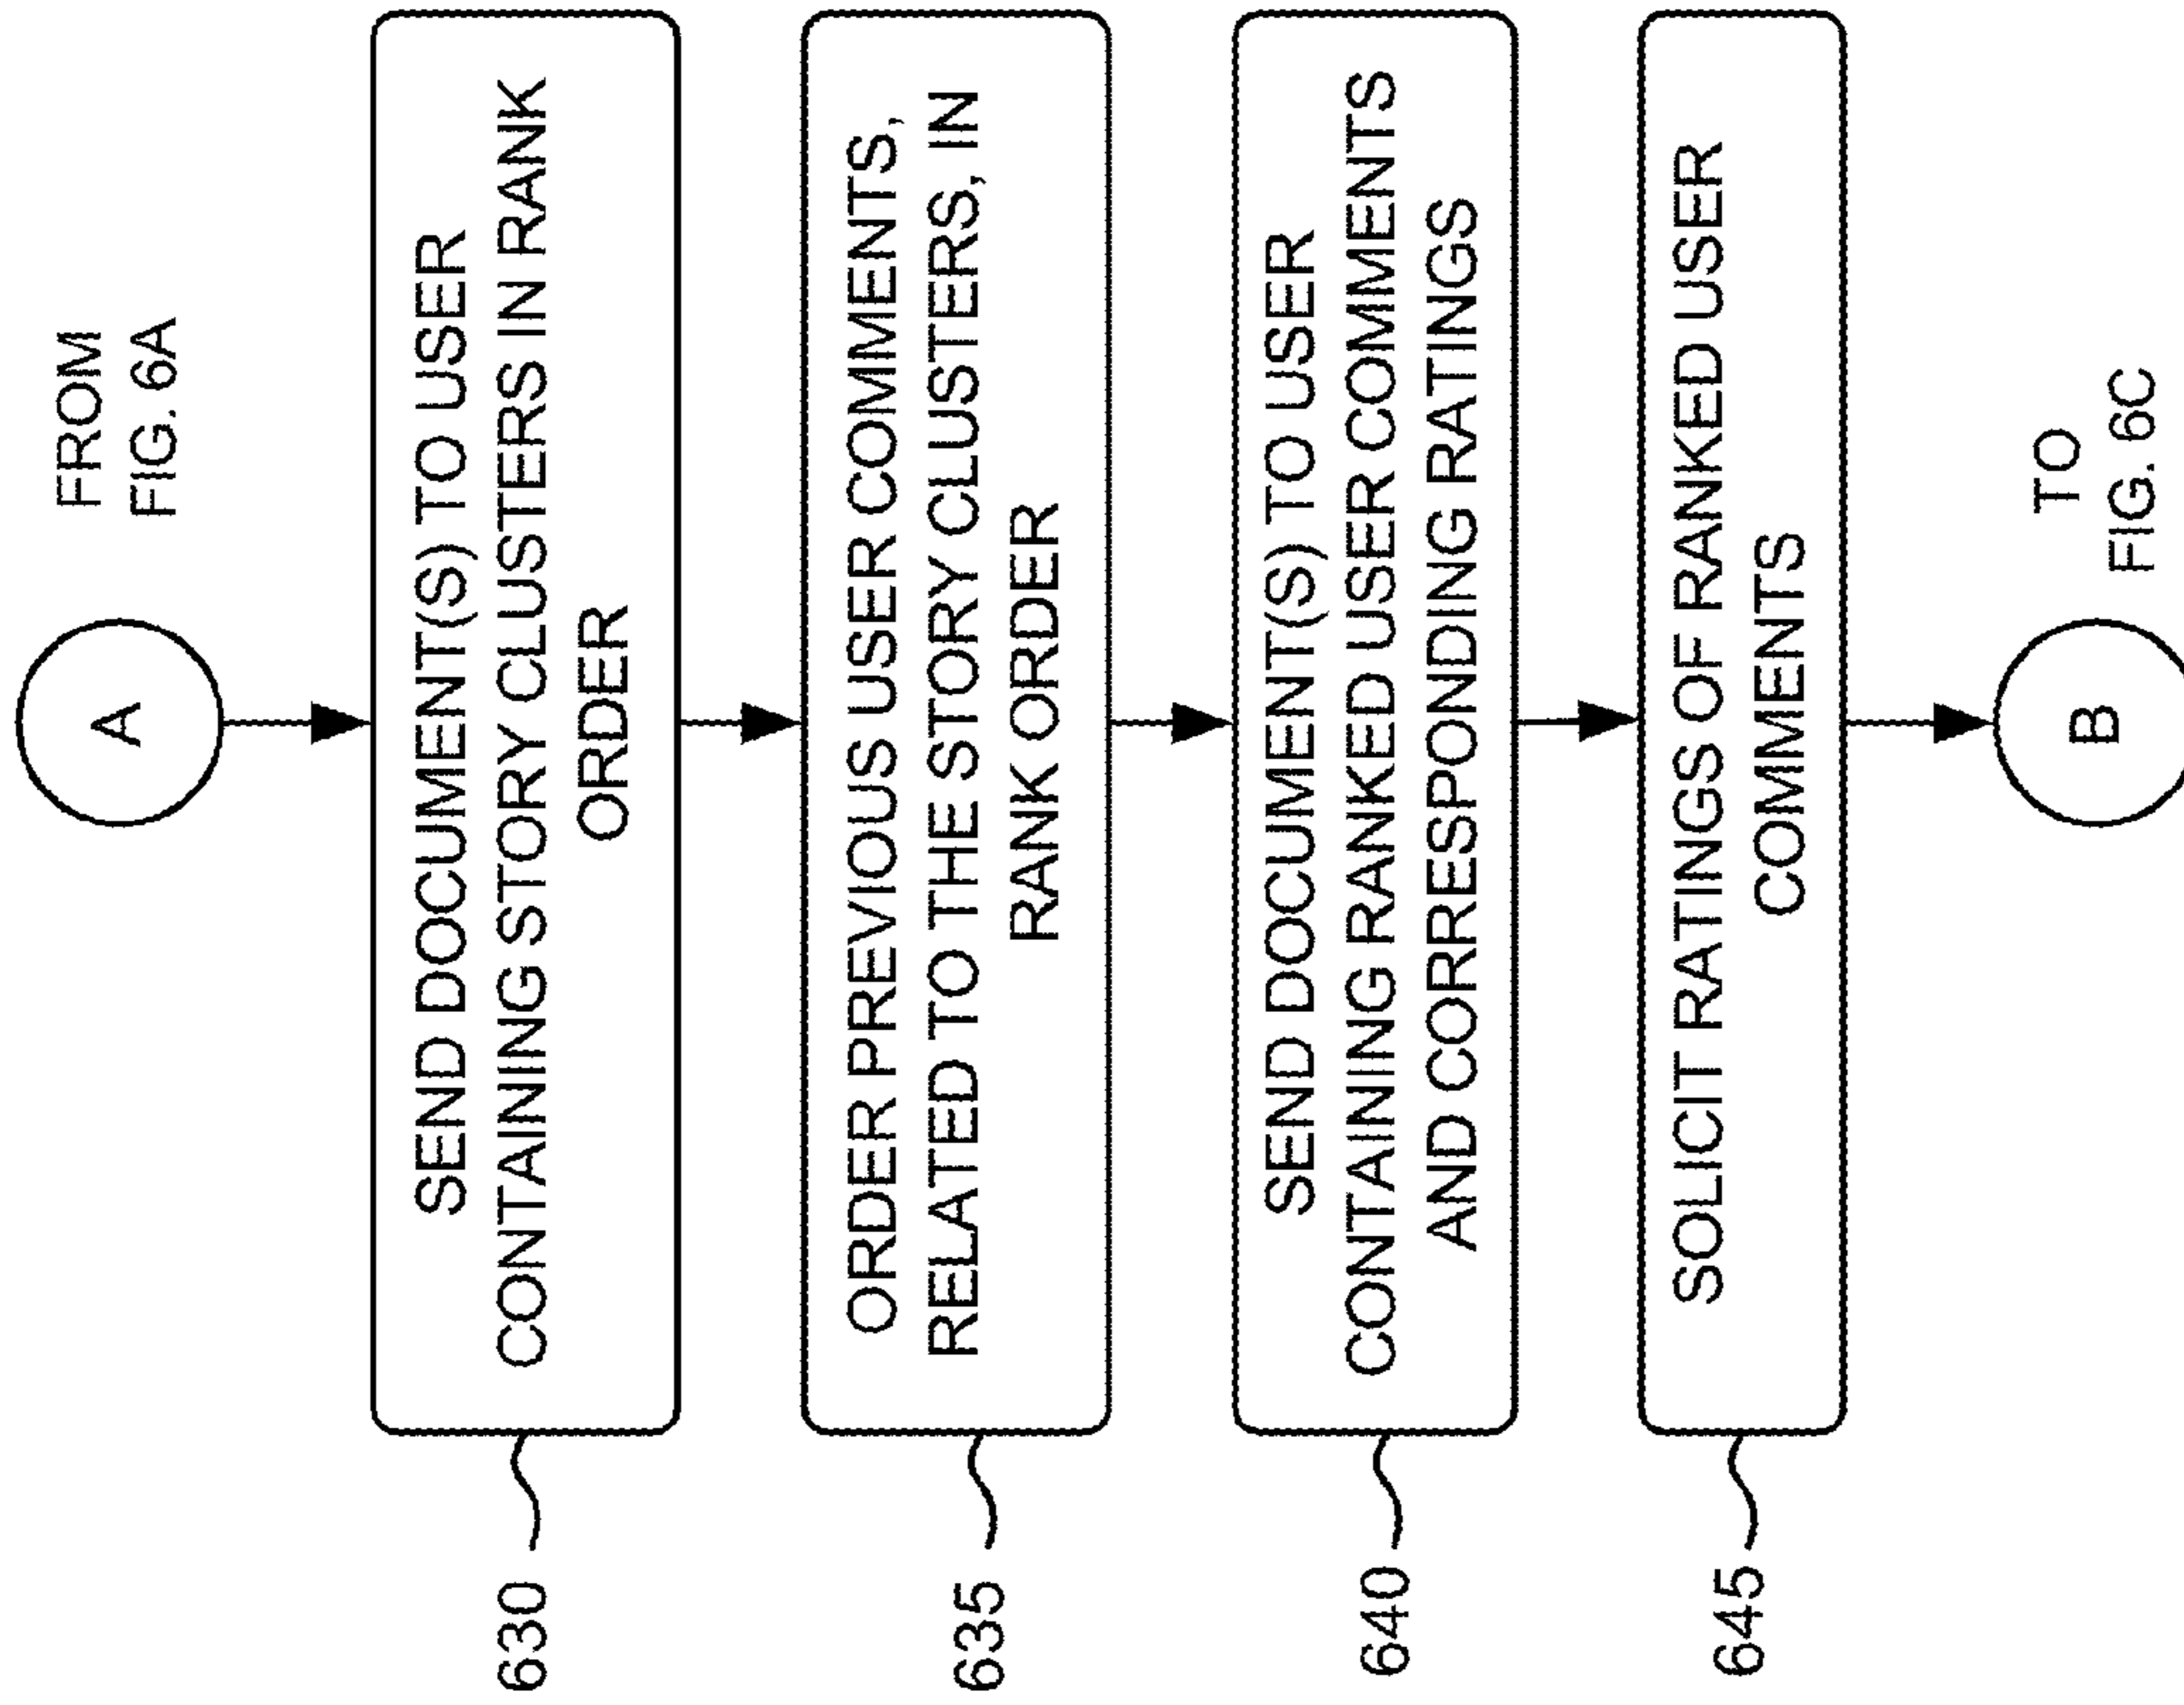 FROM
FIG. 6A
A
630
SEND DOCUMENT(S) TO USER
CONTAINING STORY CLUSTERS IN RANK
ORDER
635
ORDER PREVIOUS USER COMMENTS,
RELATED TO THE STORY CLUSTERS, IN
RANK ORDER
640
SEND DOCUMENT(S) TO USER
CONTAINING RANKED USER COMMENTS
AND CORRESPONDING RATINGS
645
SOLICIT RATINGS OF RANKED USER
COMMENTS
TO
FIG. 6C
B